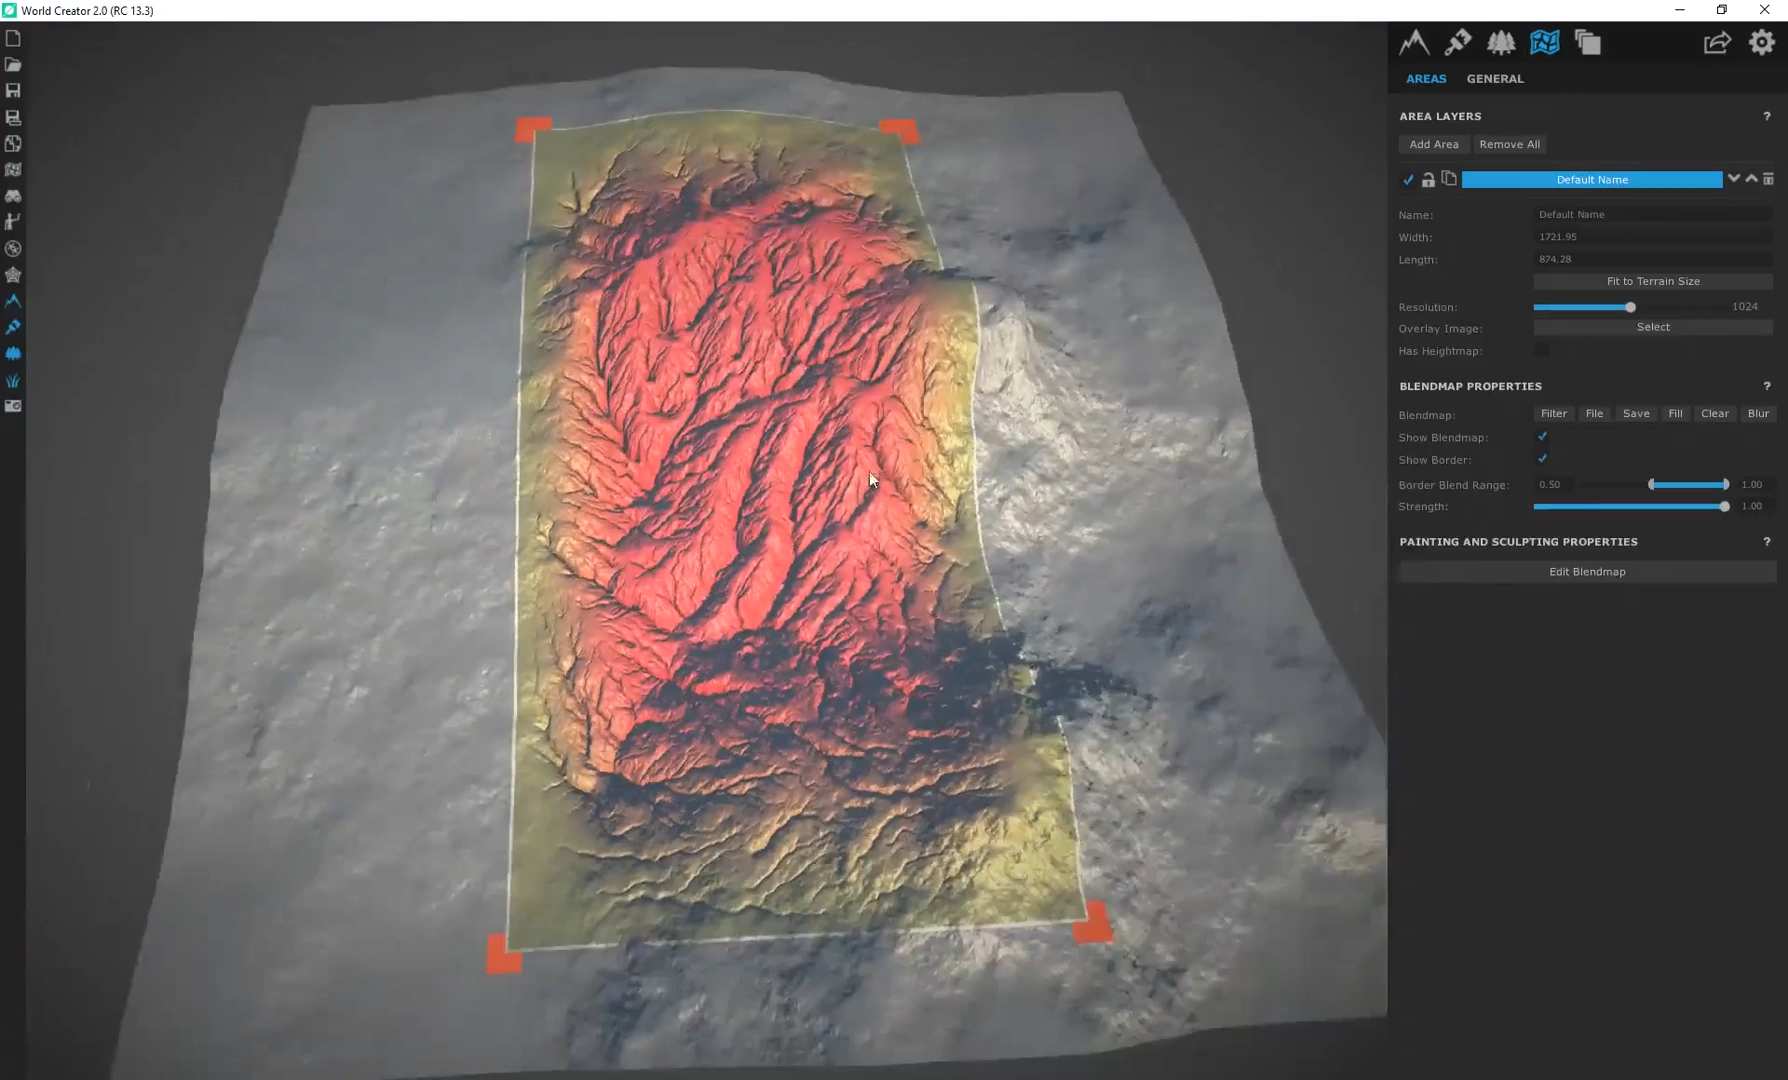 World Creator 2.0 (RC 13.3)
AREAS GENERAL
AREA LAYERS ?
Add Area Remove All
Default Name
Name: Default Name
Width: 1721.95
Length: 874.28
Fit to Terrain Size
Resolution: 1024
Overlay Image: Select
Has Heightmap:
BLENDMAP PROPERTIES ?
Blendmap: Filter File Save Fill Clear Blur
Show Blendmap:
Show Border:
Border Blend Range: 0.50 1.00
Strength: 1.00
PAINTING AND SCULPTING PROPERTIES ?
Edit Blendmap